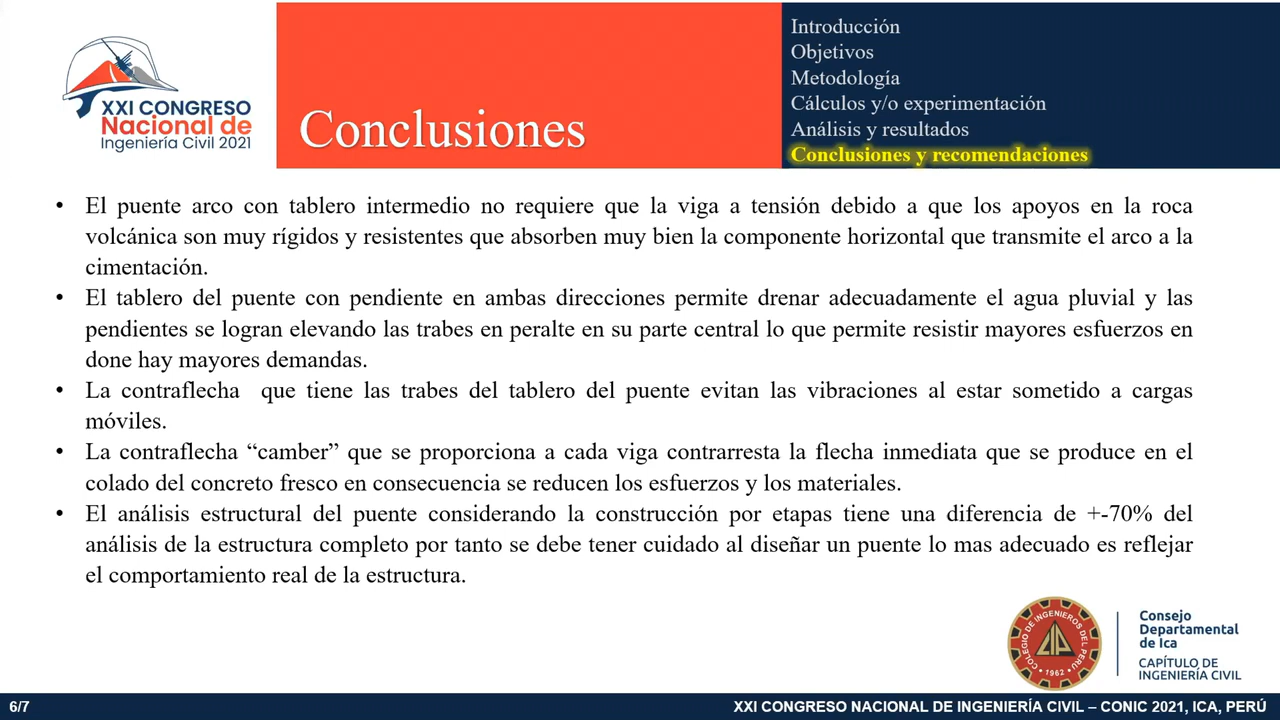 XXI CONGRESO
Nacional de
Ingeniería Civil 2021
Conclusiones
Introducción
Objetivos
Metodología
Cálculos y/o experimentación
Análisis y resultados
Conclusiones y recomendaciones
• El puente arco con tablero intermedio no requiere que la viga a tensión debido a que los apoyos en la roca
volcánica son muy rígidos y resistentes que absorben muy bien la componente horizontal que transmite el arco a la
cimentación.
• El tablero del puente con pendiente en ambas direcciones permite drenar adecuadamente el agua pluvial y las
pendientes se logran elevando las trabes en peralte en su parte central lo que permite resistir mayores esfuerzos en
done hay mayores demandas.
• La contraflecha que tiene las trabes del tablero del puente evitan las vibraciones al estar sometido a cargas
móviles.
• La contraflecha “camber” que se proporciona a cada viga contrarresta la flecha inmediata que se produce en el
colado del concreto fresco en consecuencia se reducen los esfuerzos y los materiales.
• El análisis estructural del puente considerando la construcción por etapas tiene una diferencia de +-70% del
análisis de la estructura completo por tanto se debe tener cuidado al diseñar un puente lo mas adecuado es reflejar
el comportamiento real de la estructura.
COLEGIO DE INGENIEROS DEL PERU
CIP
• 1962 •
Consejo
Departamental
de Ica
CAPÍTULO DE
INGENIERÍA CIVIL
6/7
XXI CONGRESO NACIONAL DE INGENIERÍA CIVIL – CONIC 2021, ICA, PERÚ